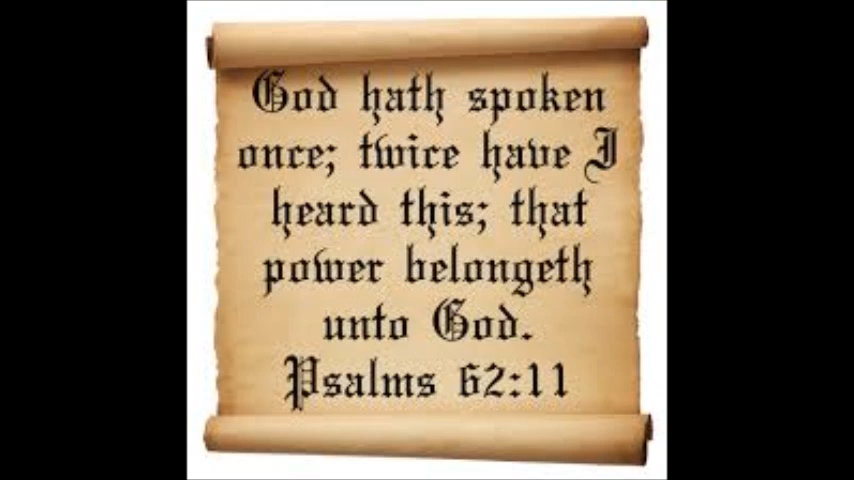 God hath spoken
once; twice have I
heard this; that
power belongeth
unto God.
Psalms 62:11